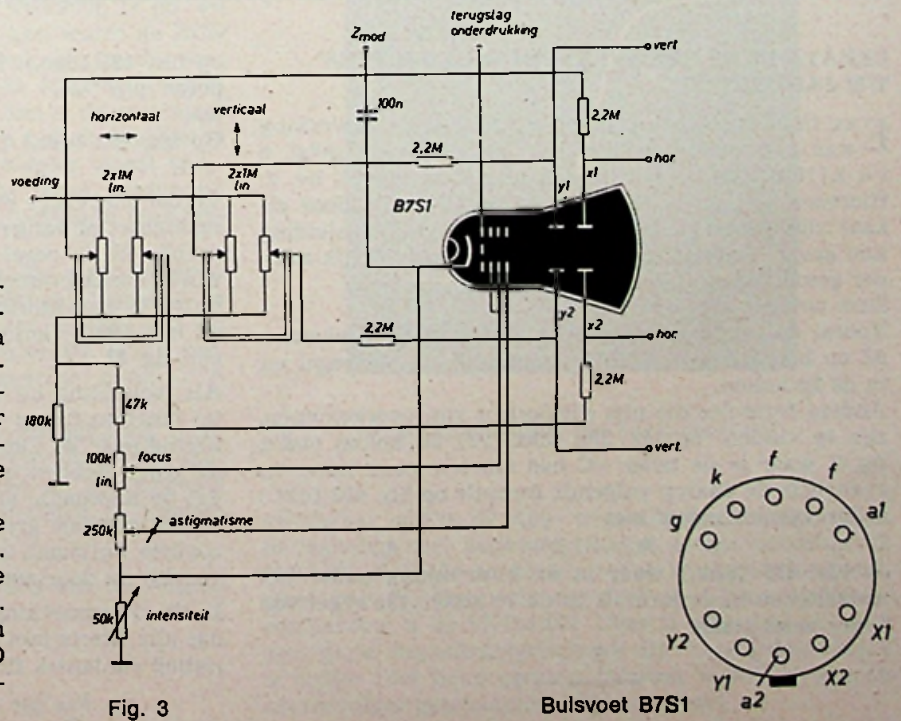 Zmod
terugslag
onderdrukking
vert.
100n
2,2M
horizontaal
verticaal
2,2M
hor
voeding
2x1M
lin.
2x1M
lin.
B7S1
x1
y1
y2
x2
2,2M
hor.
2,2M
180k
47k
100k
lin.
focus
vert.
250k
astigmatisme
50k
intensiteit
f
f
k
a1
g
Y2
X1
Y1
X2
a2
Fig. 3
Buisvoet B7S1